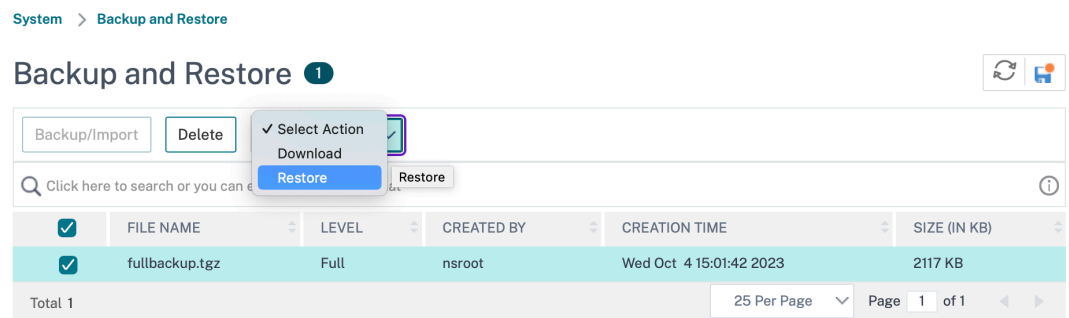 System > Backup and Restore
Backup and Restore 1
Backup/Import Delete
✓ Select Action
Download
Restore
Restore
Click here to search or you can e
FILE NAME LEVEL CREATED BY CREATION TIME SIZE (IN KB)
fullbackup.tgz Full nsroot Wed Oct 4 15:01:42 2023 2117 KB
Total 1 25 Per Page Page 1 of 1